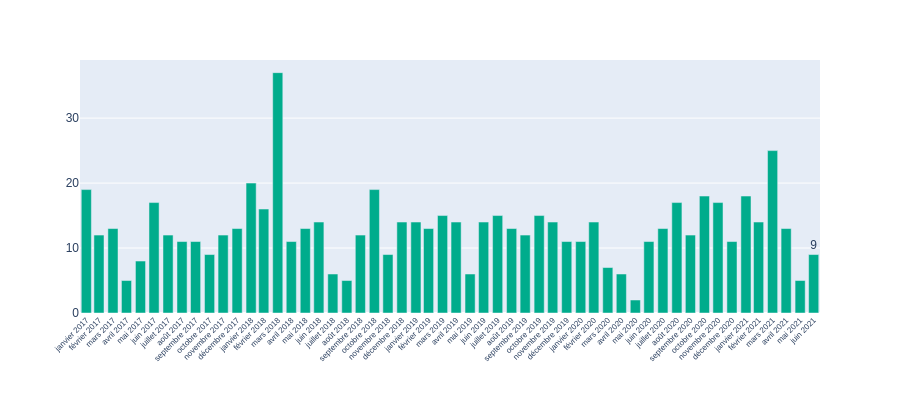 30
20
10
0
9
janvier 2017
février 2017
mars 2017
avril 2017
mai 2017
juin 2017
juillet 2017
août 2017
septembre 2017
octobre 2017
novembre 2017
décembre 2017
janvier 2018
février 2018
mars 2018
avril 2018
mai 2018
juin 2018
juillet 2018
août 2018
septembre 2018
octobre 2018
novembre 2018
décembre 2018
janvier 2019
février 2019
mars 2019
avril 2019
mai 2019
juin 2019
juillet 2019
août 2019
septembre 2019
octobre 2019
novembre 2019
décembre 2019
janvier 2020
février 2020
mars 2020
avril 2020
mai 2020
juin 2020
juillet 2020
août 2020
septembre 2020
octobre 2020
novembre 2020
décembre 2020
janvier 2021
février 2021
mars 2021
avril 2021
mai 2021
juin 2021